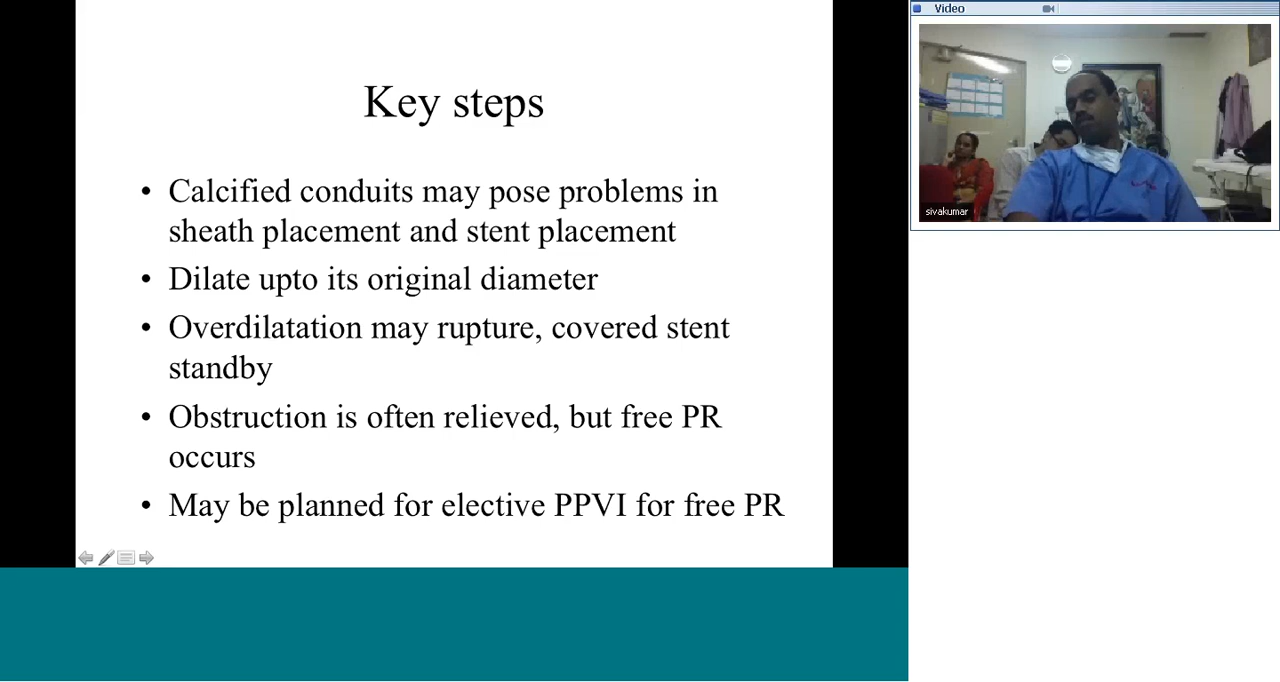 Key steps
• Calcified conduits may pose problems in
sheath placement and stent placement
• Dilate upto its original diameter
• Overdilatation may rupture, covered stent
standby
• Obstruction is often relieved, but free PR
occurs
• May be planned for elective PPVI for free PR
Video
sivakumar